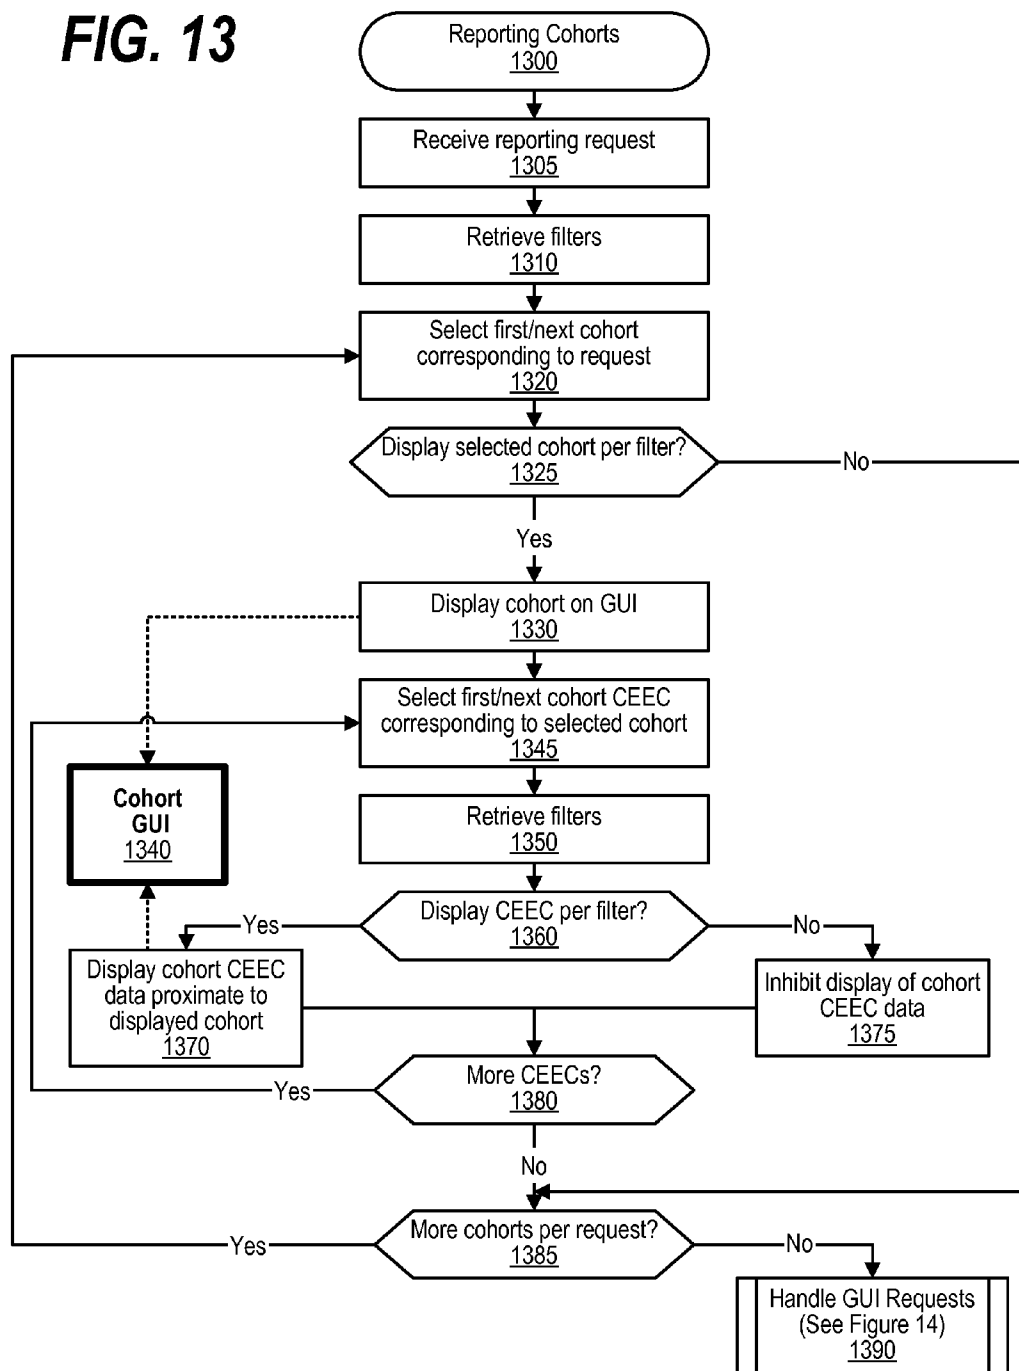 FIG. 13
Reporting Cohorts
1300
Receive reporting request
1305
Retrieve filters
1310
Select first/next cohort
corresponding to request
1320
Display selected cohort per filter?
1325
No
Yes
Display cohort on GUI
1330
Select first/next cohort CEEC
corresponding to selected cohort
1345
Cohort
GUI
1340
Retrieve filters
1350
Display CEEC per filter?
1360
Yes
No
Display cohort CEEC
data proximate to
displayed cohort
1370
Inhibit display of cohort
CEEC data
1375
More CEECs?
1380
Yes
No
More cohorts per request?
1385
Yes
No
Handle GUI Requests
(See Figure 14)
1390